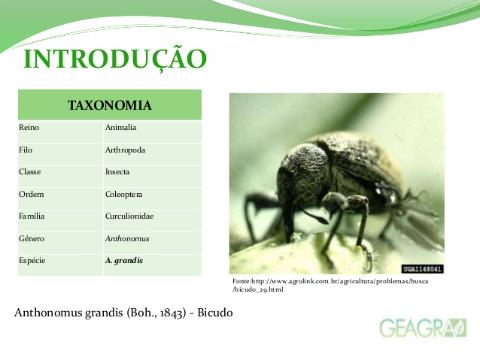 INTRODUÇÃO
TAXONOMIA
Reino Animalia
Filo Arthropoda
Classe Insecta
Ordem Coleoptera
Família Curculionidae
Gênero Anthonomus
Espécie A. grandis
UGA1148041
Fonte:http://www.agrolink.com.br/agricultura/problemas/busca
/bicudo_29.html
Anthonomus grandis (Boh., 1843) - Bicudo
GEAGRA